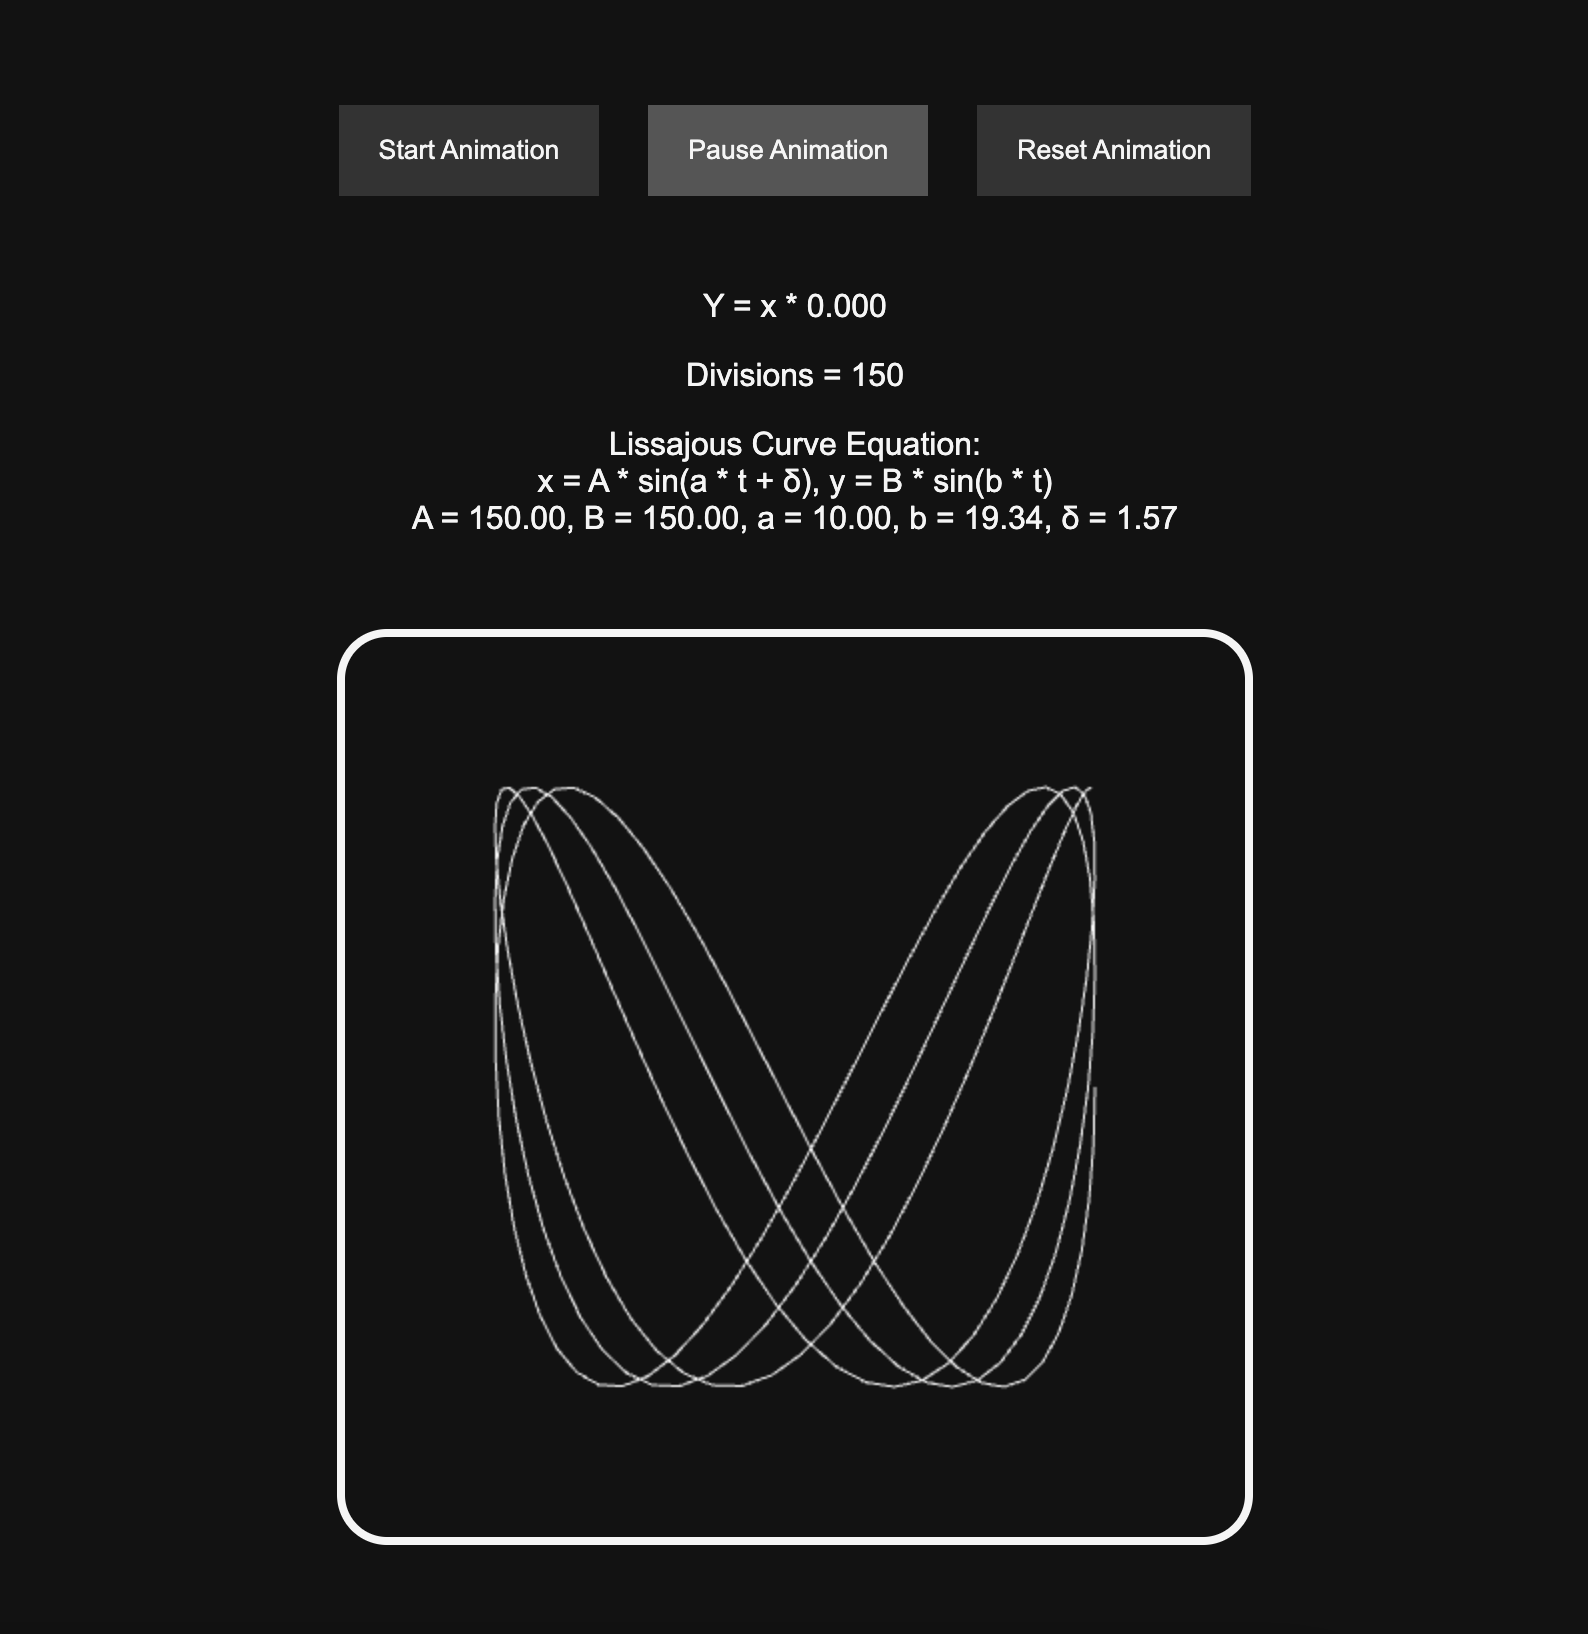 Start Animation
Pause Animation
Reset Animation
Y = x * 0.000
Divisions = 150
Lissajous Curve Equation:
x = A * sin(a * t + δ), y = B * sin(b * t)
A = 150.00, B = 150.00, a = 10.00, b = 19.34, δ = 1.57